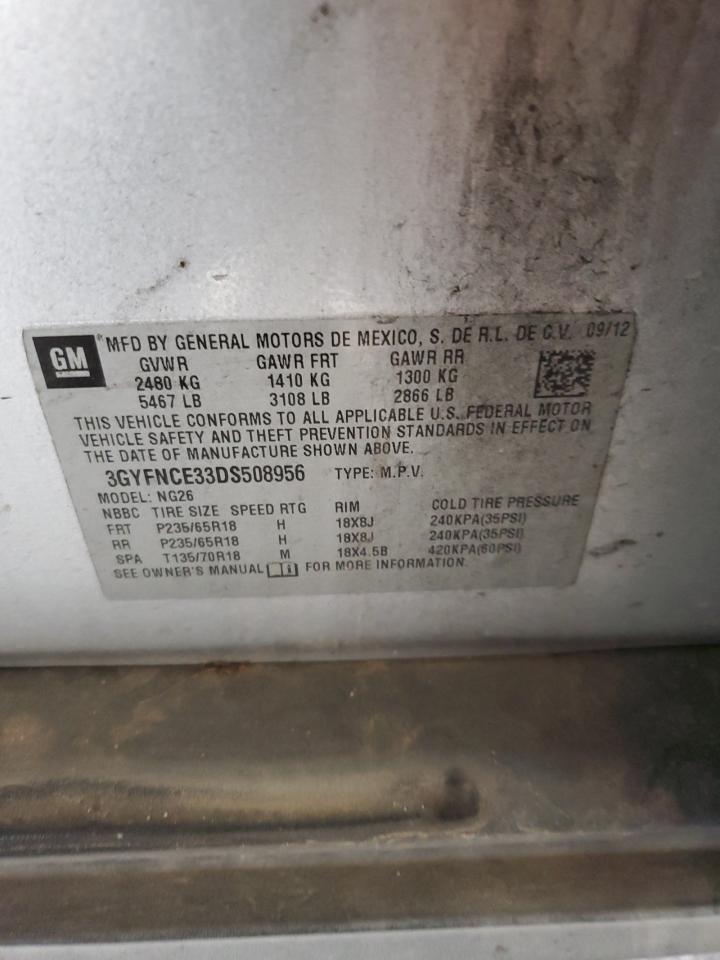 GM
MFD BY GENERAL MOTORS DE MEXICO, S. DE R.L. DE C.V. 09/12
GVWR GAWR FRT GAWR RR
2480 KG 1410 KG 1300 KG
5467 LB 3108 LB 2866 LB
THIS VEHICLE CONFORMS TO ALL APPLICABLE U.S. FEDERAL MOTOR
VEHICLE SAFETY AND THEFT PREVENTION STANDARDS IN EFFECT ON
THE DATE OF MANUFACTURE SHOWN ABOVE.
3GYFNCE33DS508956 TYPE: M.P.V.
MODEL: NG26
NBBC TIRE SIZE SPEED RTG RIM COLD TIRE PRESSURE
FRT P235/65R18 H 18X8J 240KPA(35PSI)
RR P235/65R18 H 18X8J 240KPA(35PSI)
SPA T135/70R18 M 18X4.5B 420KPA(60PSI)
SEE OWNER'S MANUAL FOR MORE INFORMATION.